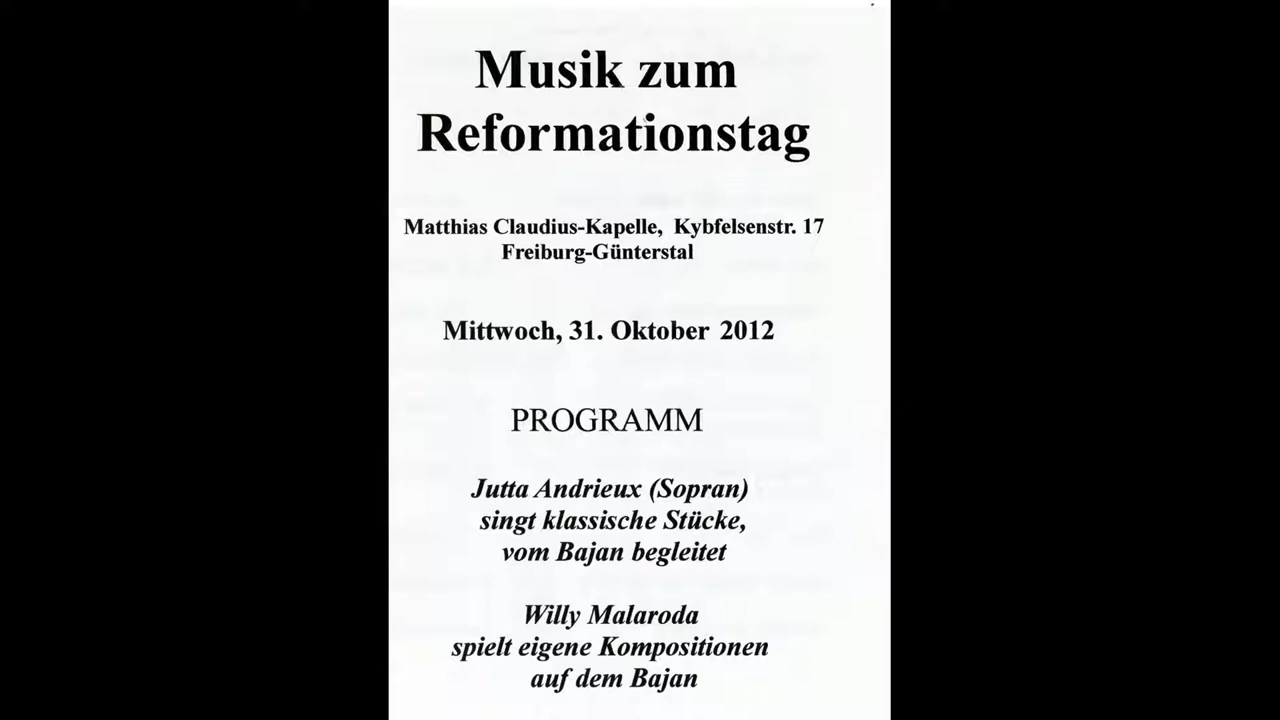 Musik zum
Reformationstag
Matthias Claudius-Kapelle, Kybfelsenstr. 17
Freiburg-Günterstal
Mittwoch, 31. Oktober 2012
PROGRAMM
Jutta Andrieux (Sopran)
singt klassische Stücke,
vom Bajan begleitet
Willy Malaroda
spielt eigene Kompositionen
auf dem Bajan